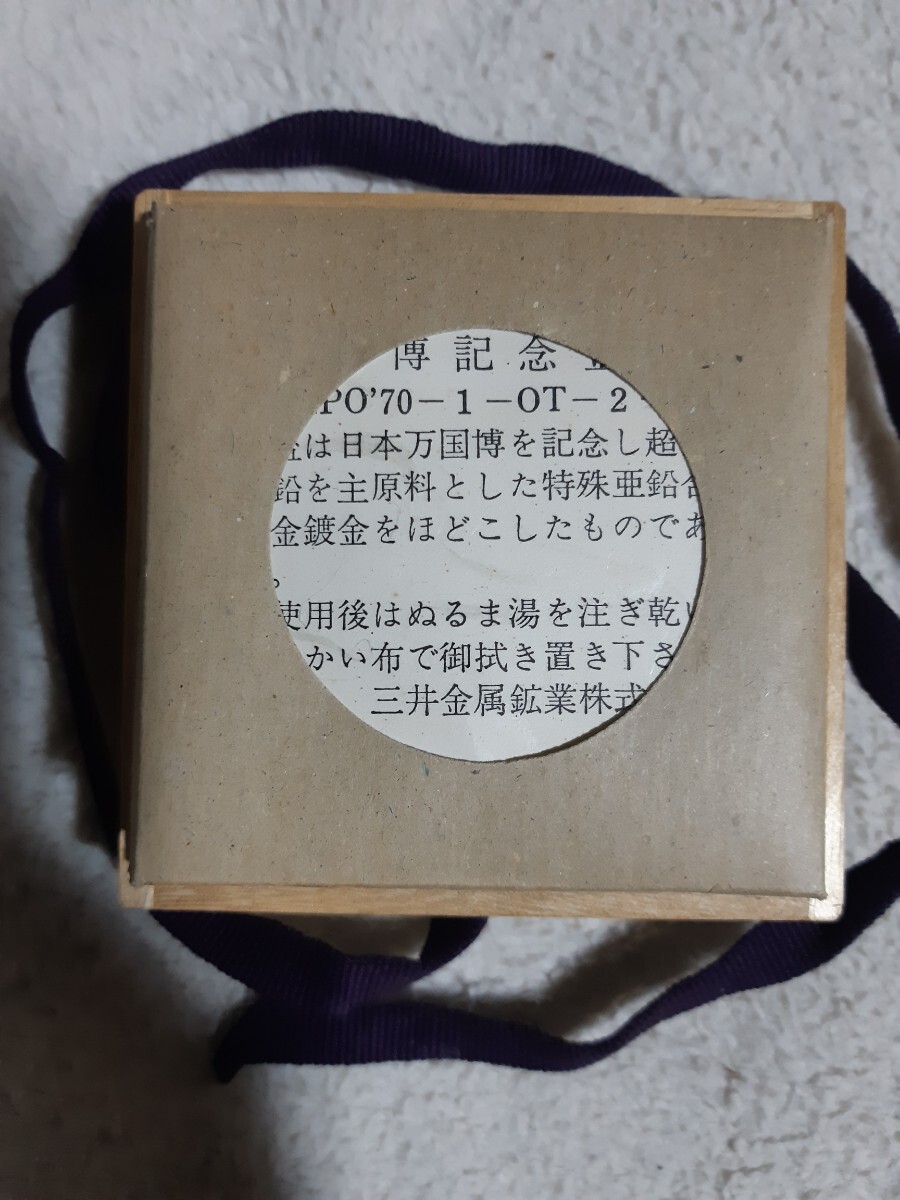 博記念
PO'70－1－OT－2
は日本万国博を記念し超
鉛を主原料とした特殊亜鉛合
金鍍金をほどこしたものであ
。
使用後はぬるま湯を注ぎ乾い
かい布で御拭き置き下さ
三井金属鉱業株式